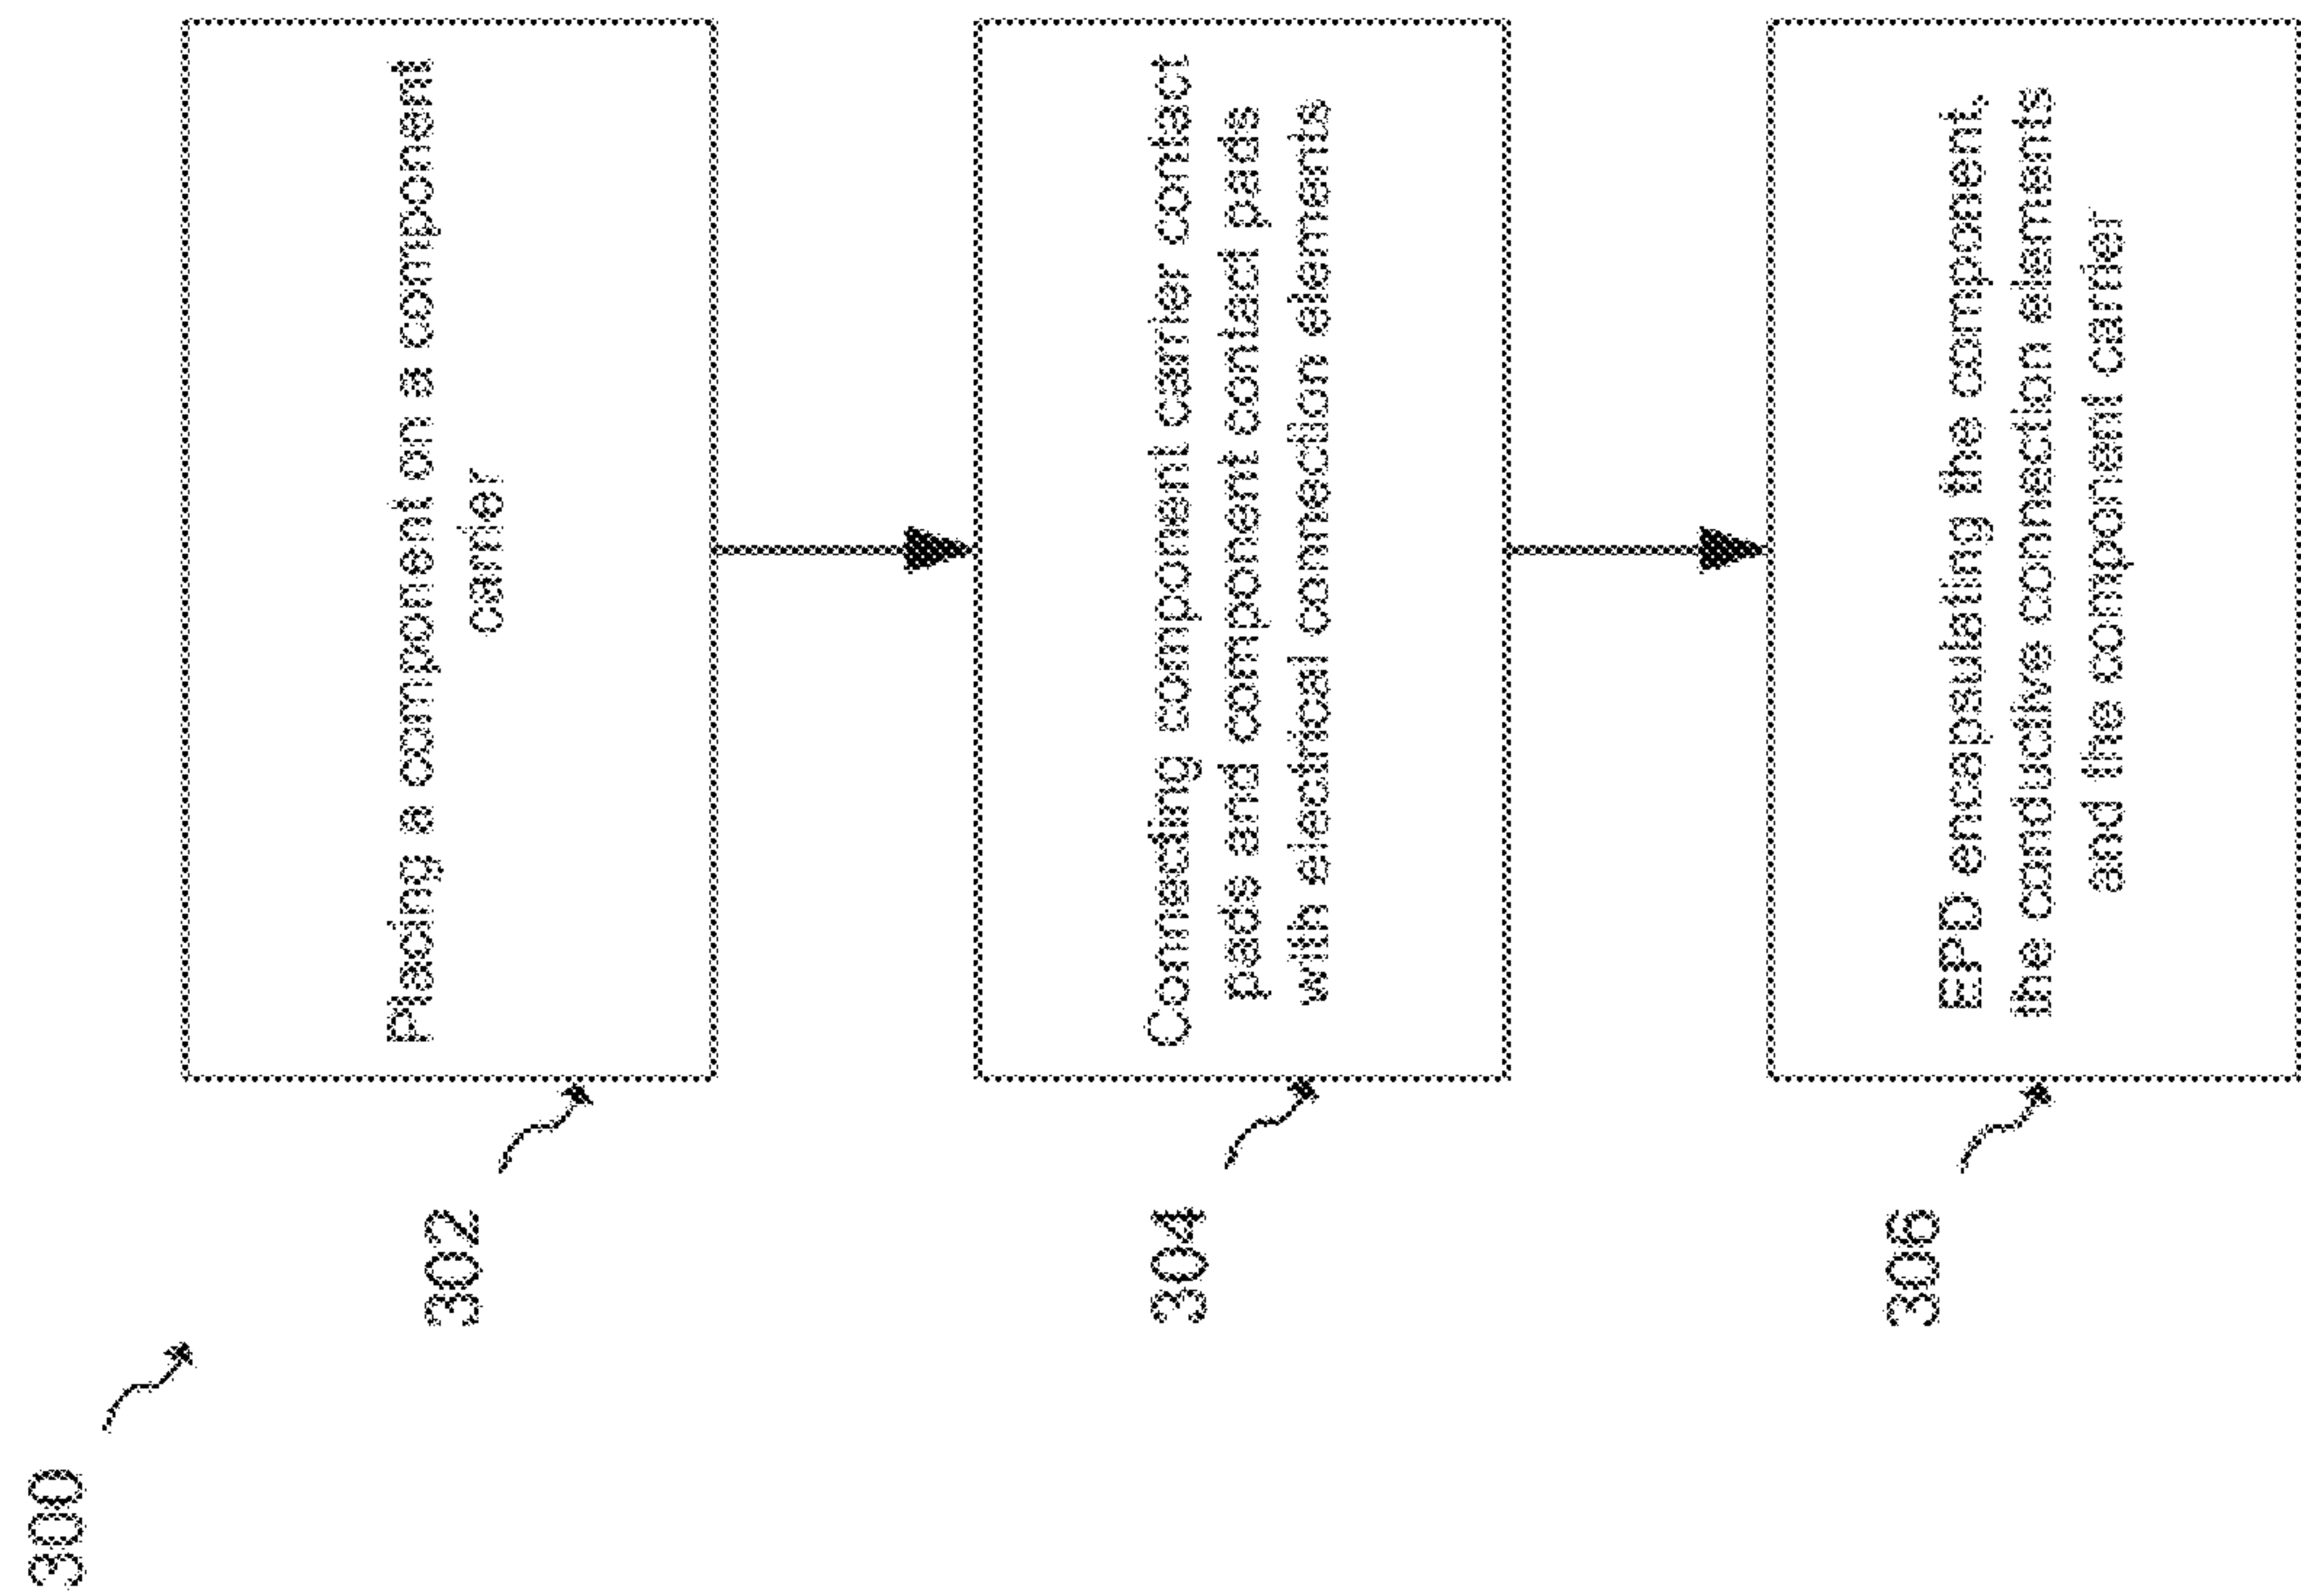 300
302
Placing a component on a component
carrier
304
Connecting component carrier contact
pads and component contact pads
with electrical connection elements
306
EPD encapsulating the component,
the conductive connection elements
and the component carrier